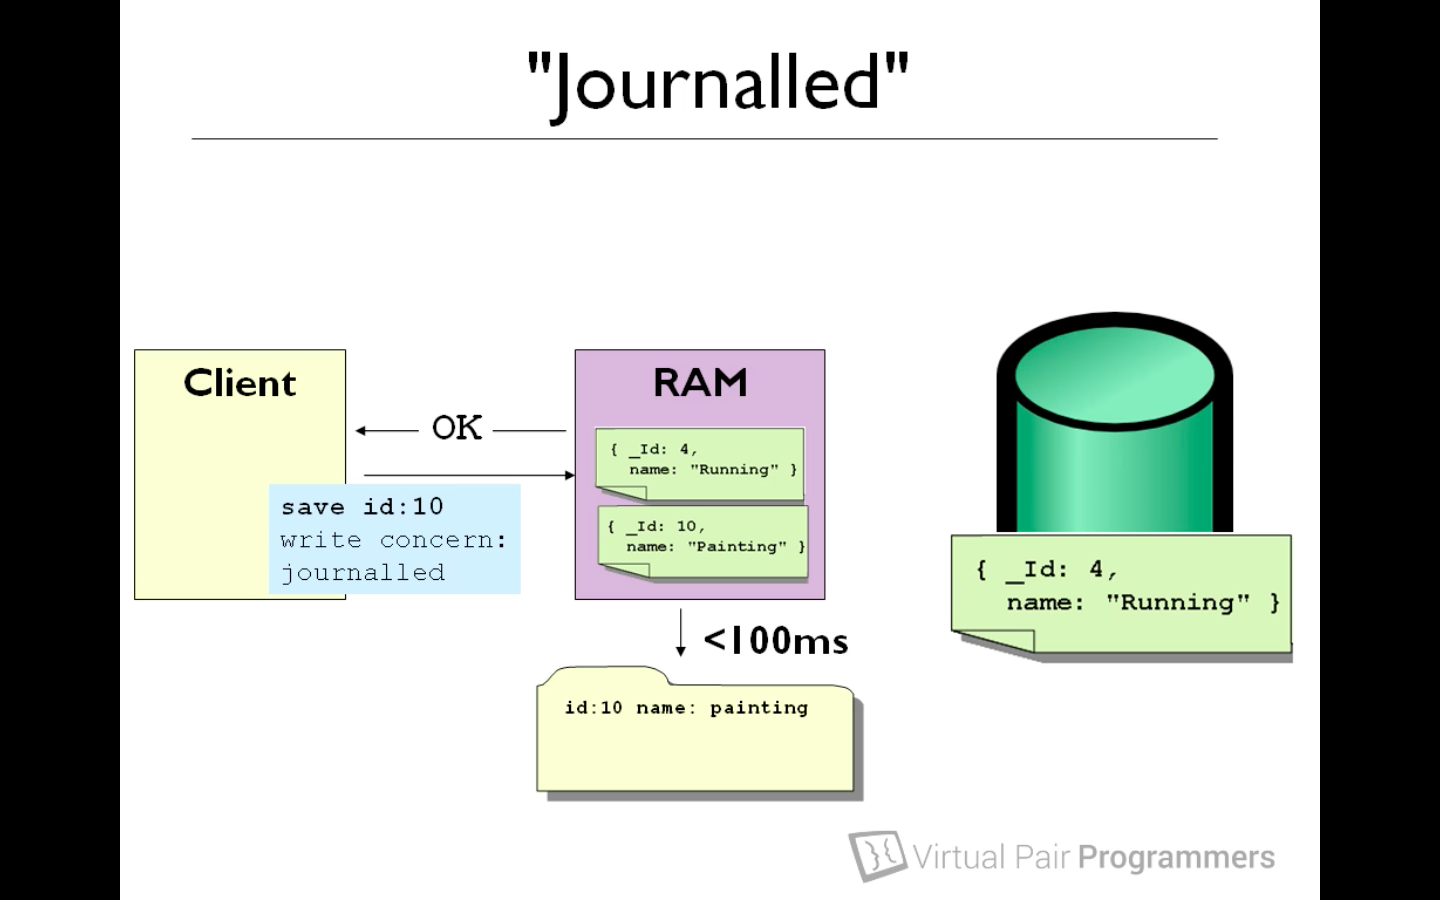 "Journalled"
Client
OK
save id:10
write concern:
journalled
RAM
{ _Id: 4,
name: "Running" }
{ _Id: 10,
name: "Painting" }
<100ms
id:10 name: painting
{ _Id: 4,
name: "Running" }
Virtual Pair Programmers